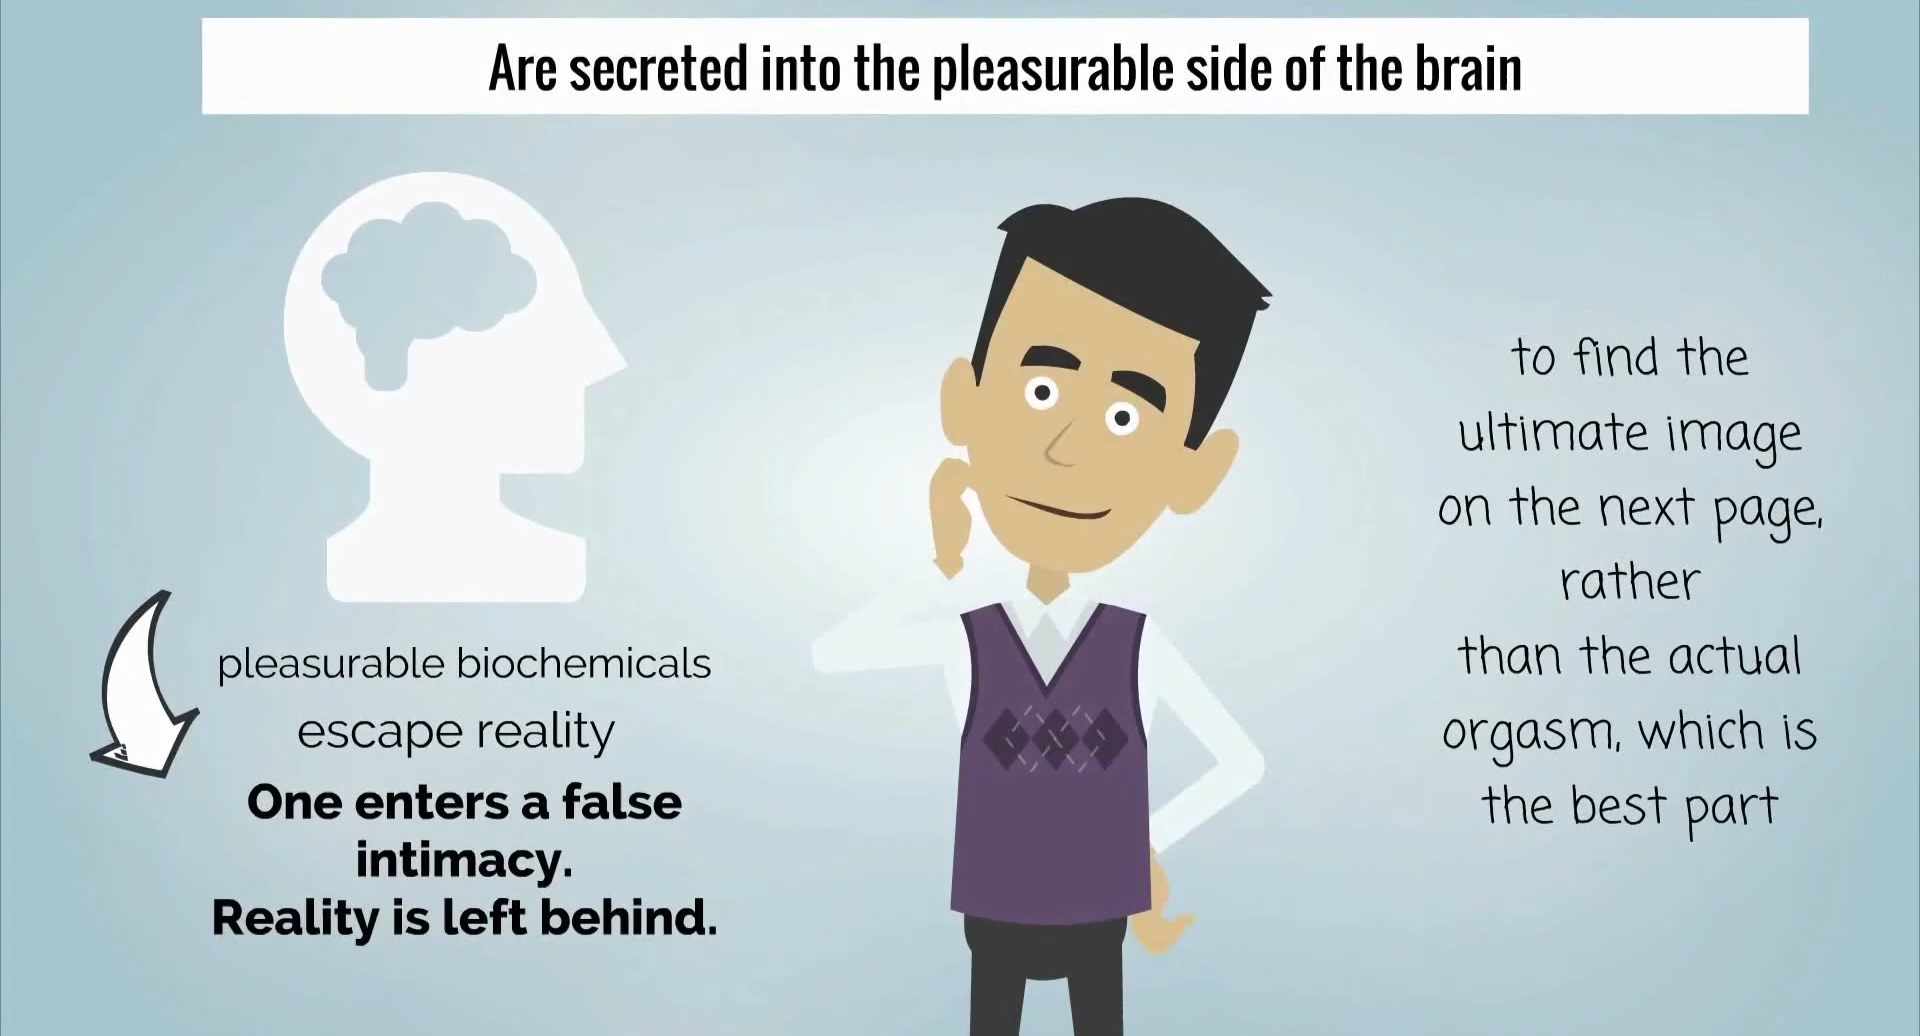 Are secreted into the pleasurable side of the brain
pleasurable biochemicals
escape reality
One enters a false
intimacy.
Reality is left behind.
to find the
ultimate image
on the next page,
rather
than the actual
orgasm, which is
the best part